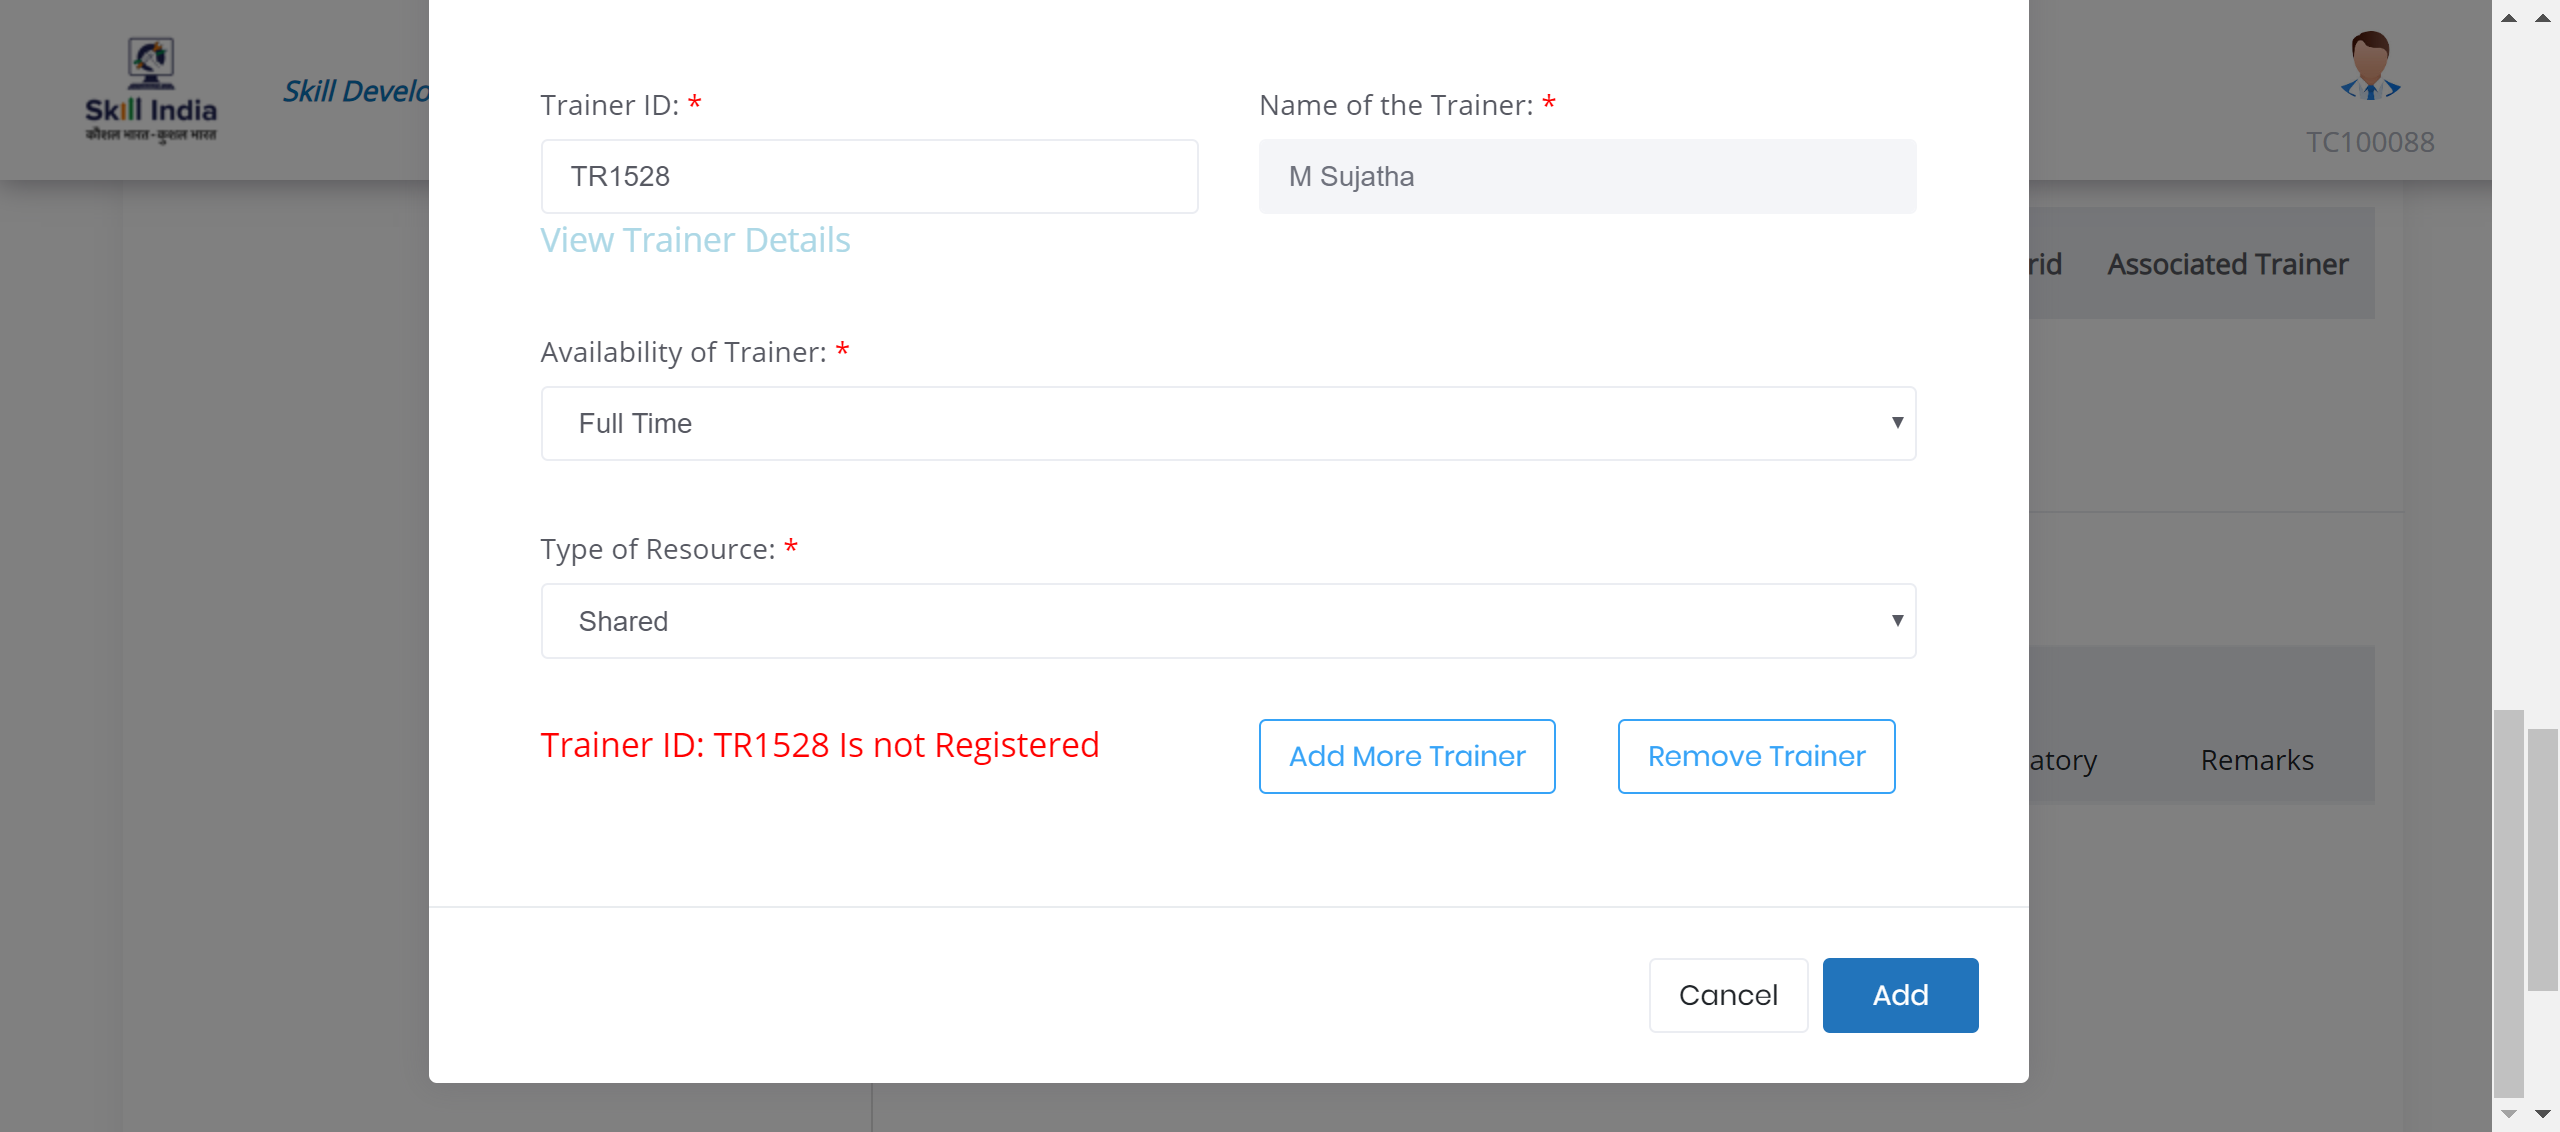 Skill India
कौशल भारत-कुशल भारत
Skill Develo
TC100088
Trainer ID: *
Name of the Trainer: *
TR1528
M Sujatha
View Trainer Details
rid
Associated Trainer
Availability of Trainer: *
Full Time
Type of Resource: *
Shared
Trainer ID: TR1528 Is not Registered
Add More Trainer
Remove Trainer
atory
Remarks
Cancel
Add